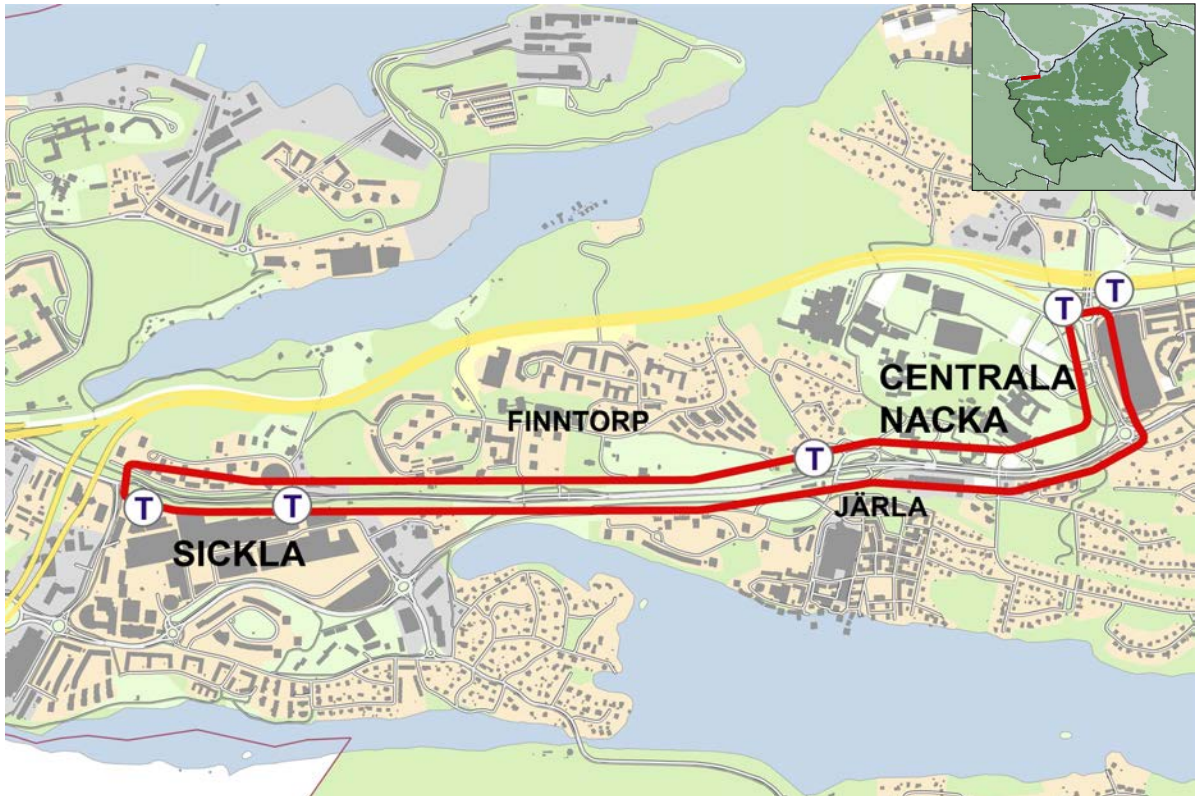 T
T
CENTRALA
NACKA
FINNTORP
T
T
T
JÄRLA
SICKLA